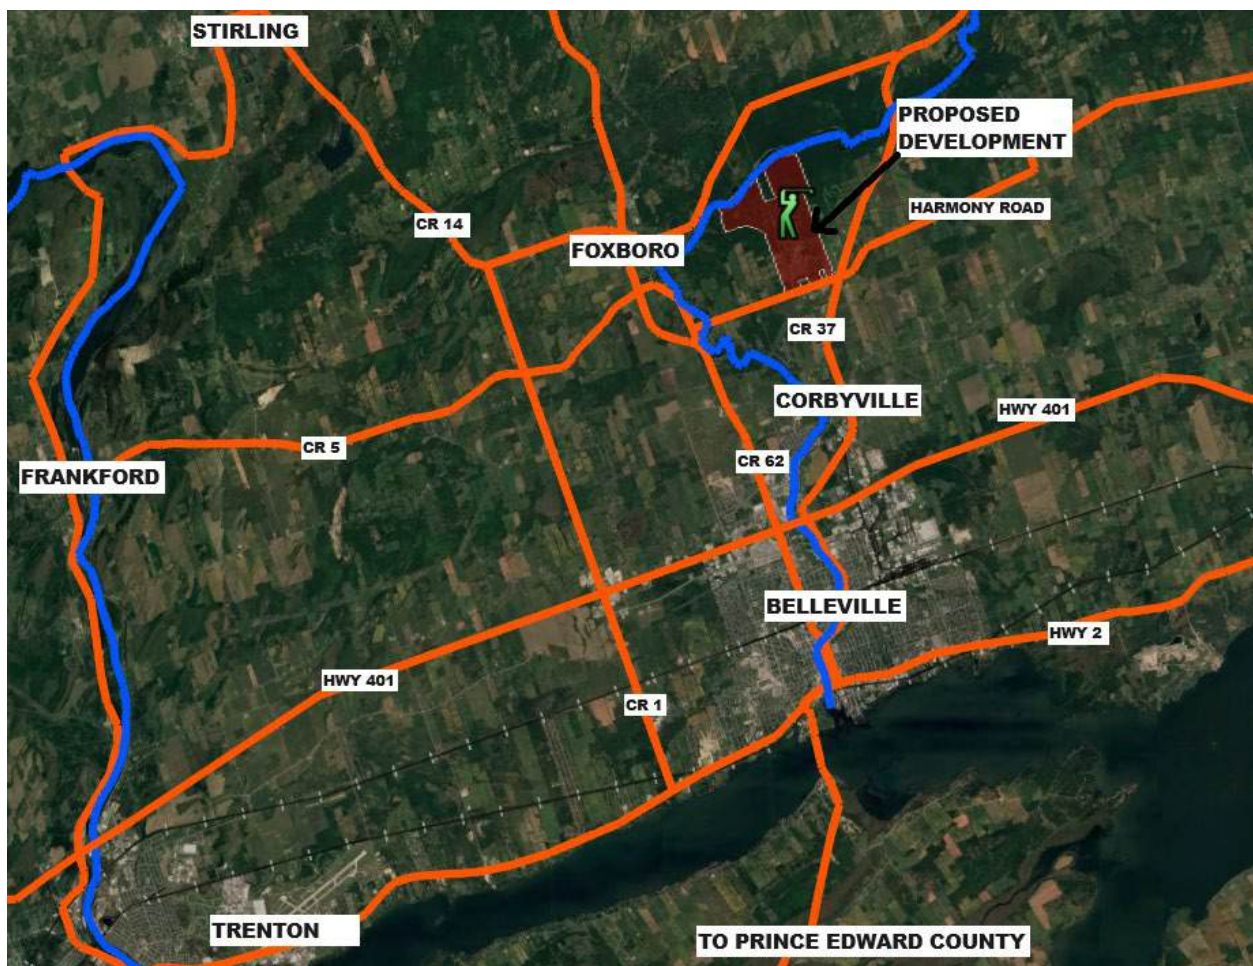 STIRLING
PROPOSED
DEVELOPMENT
HARMONY ROAD
CR 14
FOXBORO
CR 37
CORBYVILLE
HWY 401
CR 5
CR 62
FRANKFORD
BELLEVILLE
HWY 2
HWY 401
CR 1
TRENTON
TO PRINCE EDWARD COUNTY